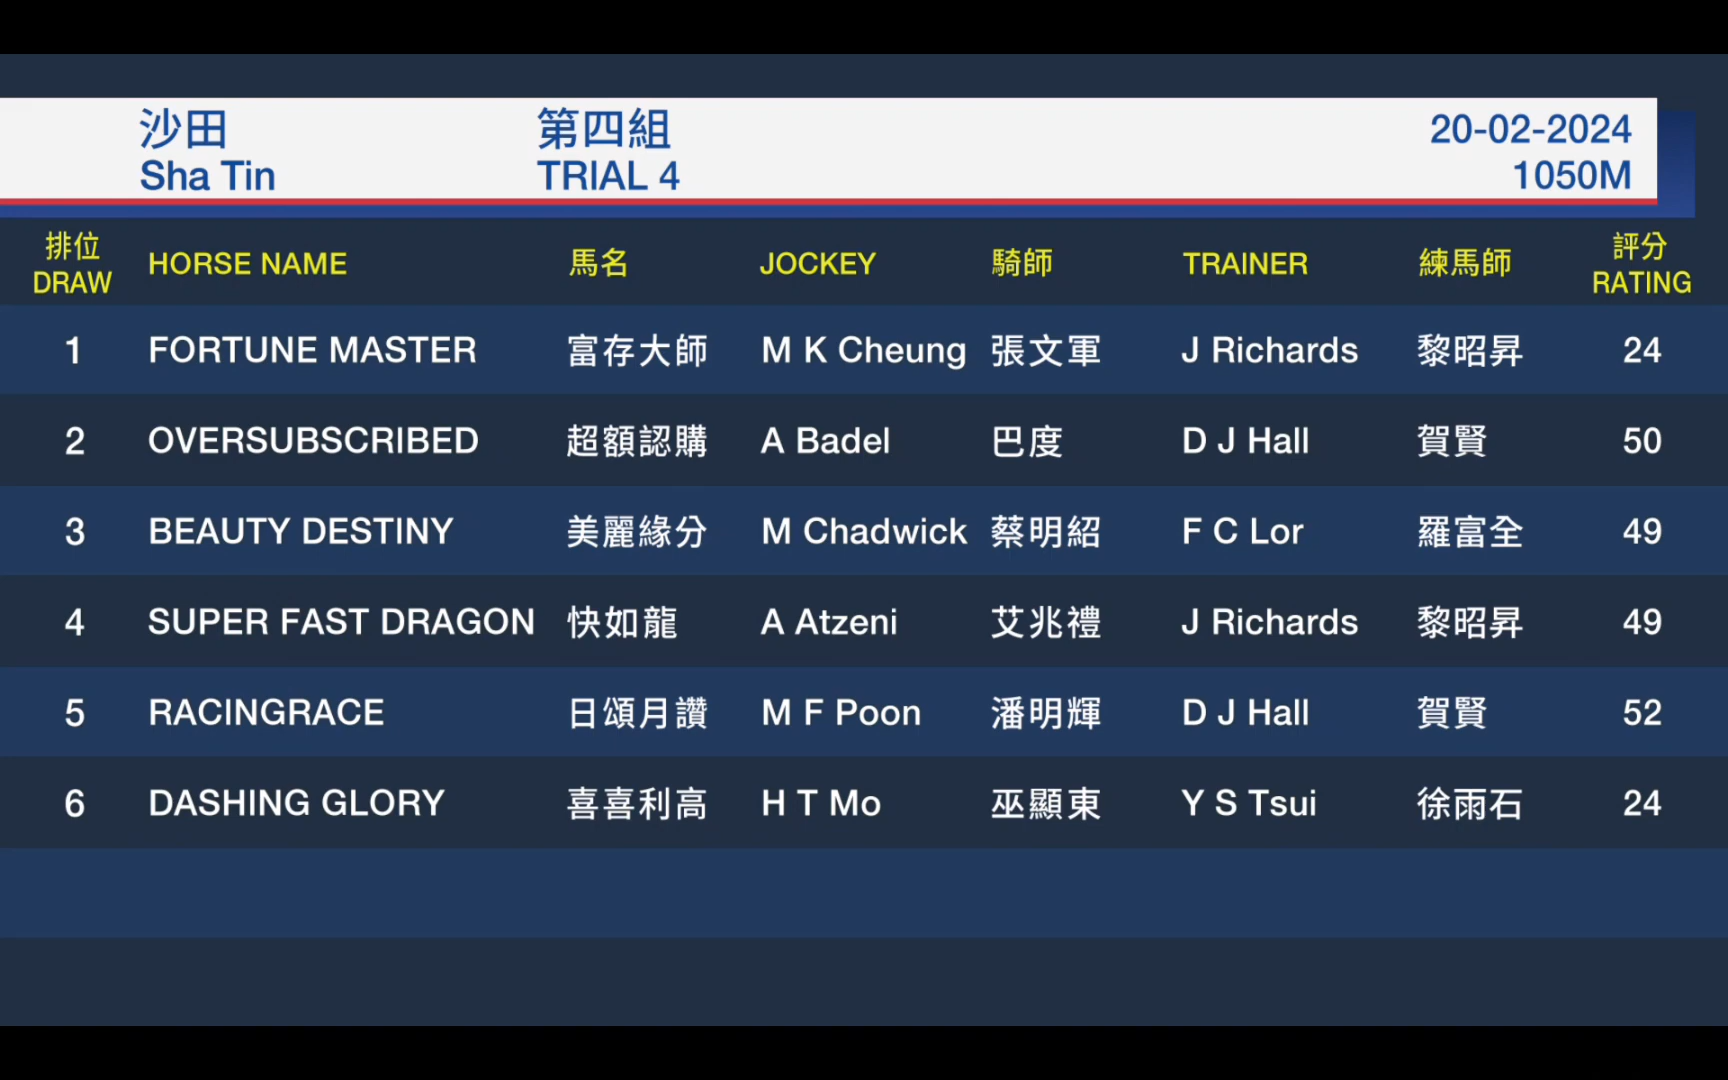 沙田 第四組 20-02-2024
Sha Tin TRIAL 4 1050M
排位 評分
DRAW HORSE NAME 馬名 JOCKEY 騎師 TRAINER 練馬師 RATING
1 FORTUNE MASTER 富存大師 M K Cheung 張文軍 J Richards 黎昭昇 24
2 OVERSUBSCRIBED 超額認購 A Badel 巴度 D J Hall 賀賢 50
3 BEAUTY DESTINY 美麗緣分 M Chadwick 蔡明紹 F C Lor 羅富全 49
4 SUPER FAST DRAGON 快如龍 A Atzeni 艾兆禮 J Richards 黎昭昇 49
5 RACINGRACE 日頌月讚 M F Poon 潘明輝 D J Hall 賀賢 52
6 DASHING GLORY 喜喜利高 H T Mo 巫顯東 Y S Tsui 徐雨石 24